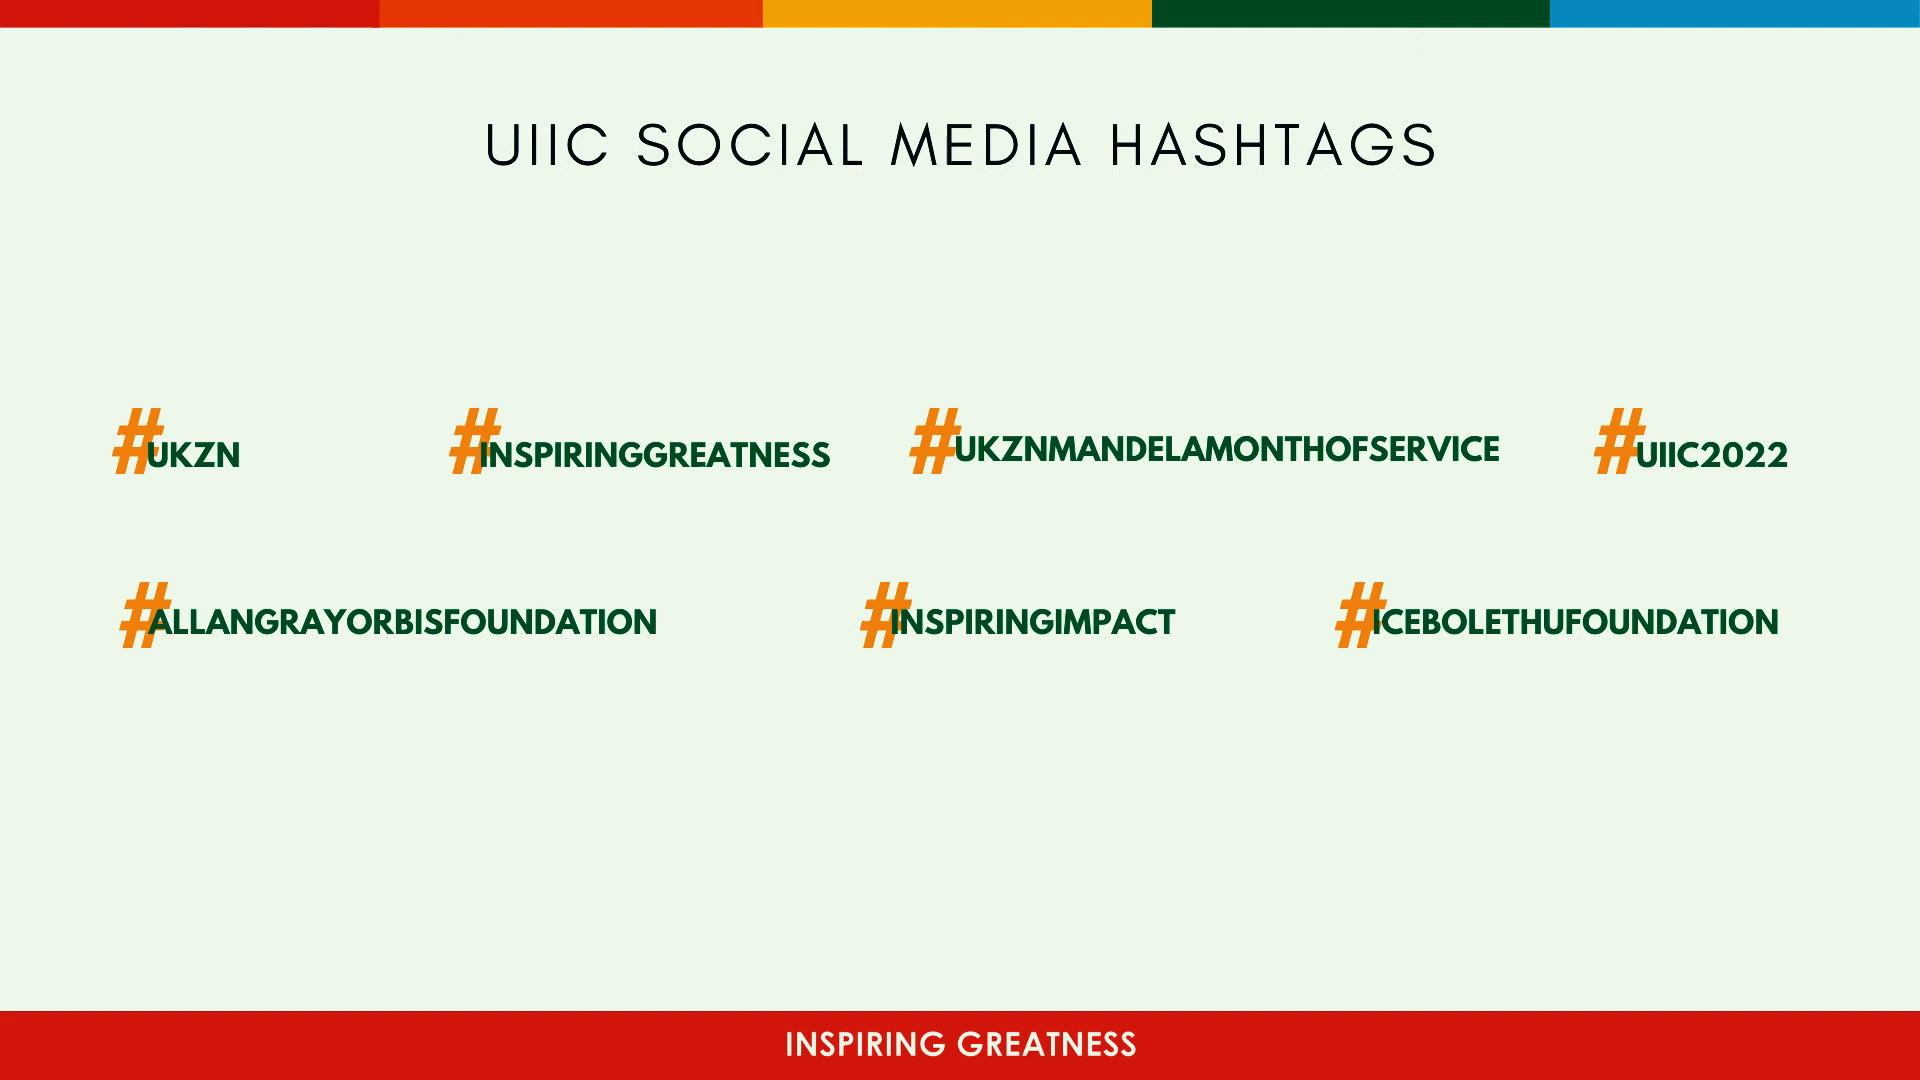 UIIC SOCIAL MEDIA HASHTAGS
#UKZN #INSPIRINGGREATNESS #UKZNMANDELAMONTHOFSERVICE #UIIC2022
#ALLANGRAYORBISFOUNDATION #INSPIRINGIMPACT #ICEBOLETHUFOUNDATION
INSPIRING GREATNESS